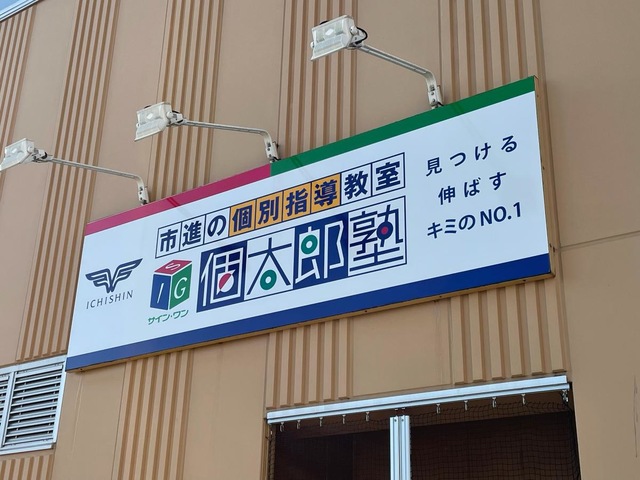 市進の個別指導教室
個太郎塾
ICHISHIN
SIG
サイン・ワン
見つける
伸ばす
キミのNO.1